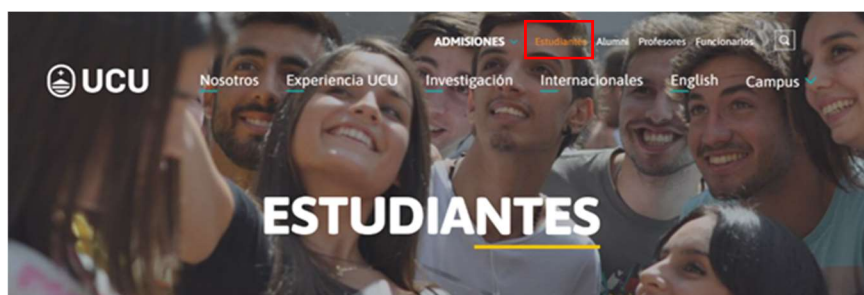 ADMISIONES Estudiantes Alumni Profesores Funcionarios
UCU
Nosotros Experiencia UCU Investigación Internacionales English Campus
ESTUDIANTES